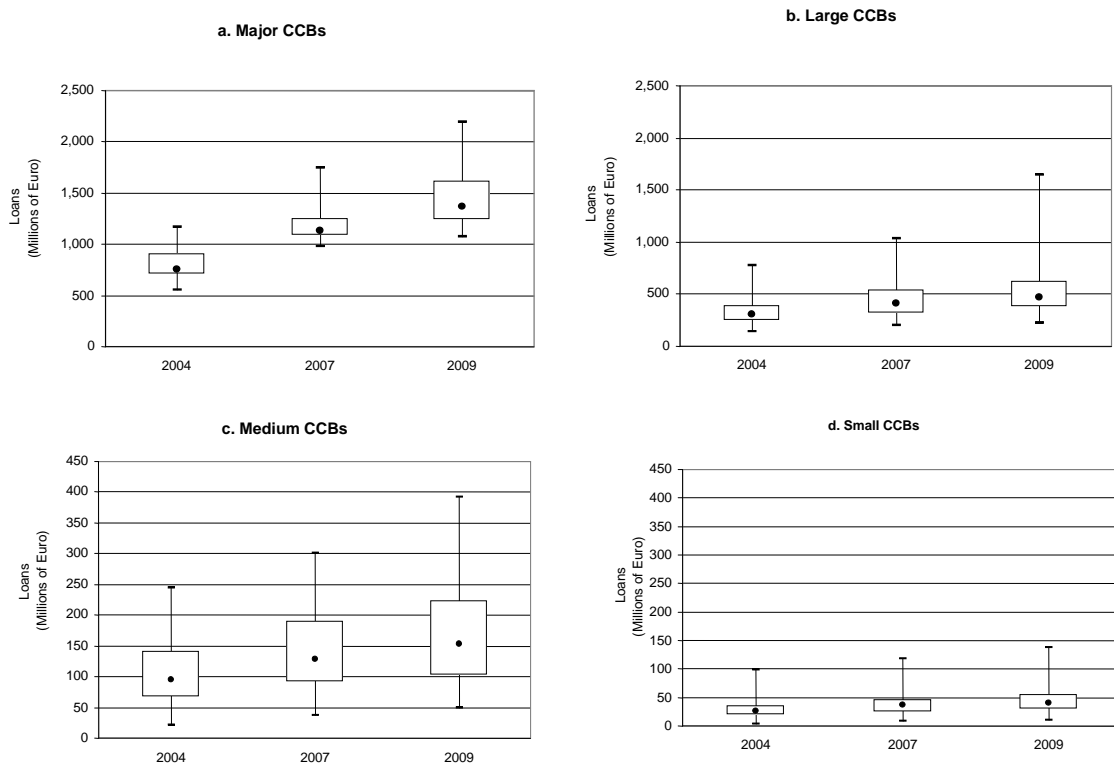 a. Major CCBs
2,500
2,000
1,500
1,000
500
0
Loans
(Millions of Euro)
2004 2007 2009
b. Large CCBs
2,500
2,000
1,500
1,000
500
0
Loans
(Millions of Euro)
2004 2007 2009
c. Medium CCBs
450
400
350
300
250
200
150
100
50
0
Loans
(Millions of Euro)
2004 2007 2009
d. Small CCBs
450
400
350
300
250
200
150
100
50
0
Loans
(Millions of Euro)
2004 2007 2009